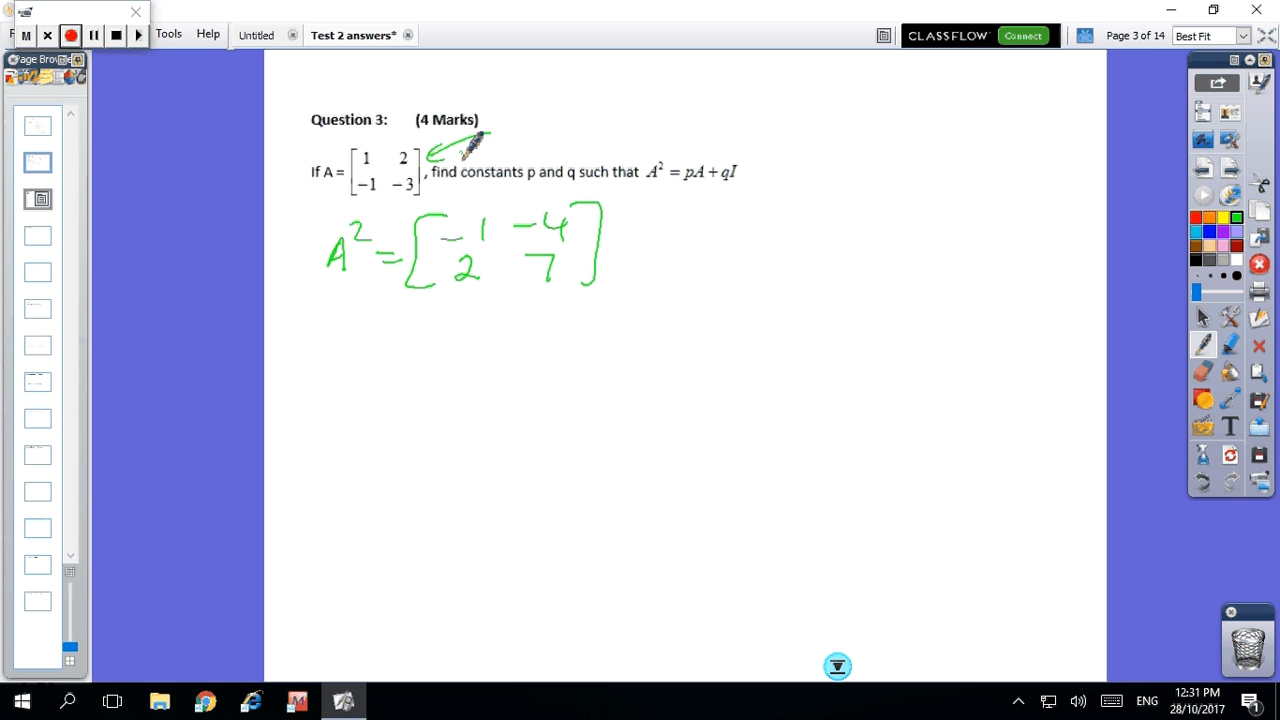 Tools Help Untitled Test 2 answers* CLASSFLOW Connect Page 3 of 14 Best Fit
Page Brow
Question 3: (4 Marks)
If A = [1 2
−1 −3], find constants p and q such that A² = pA + qI
A² = [−1 −4
2 7]
ENG
12:31 PM
28/10/2017